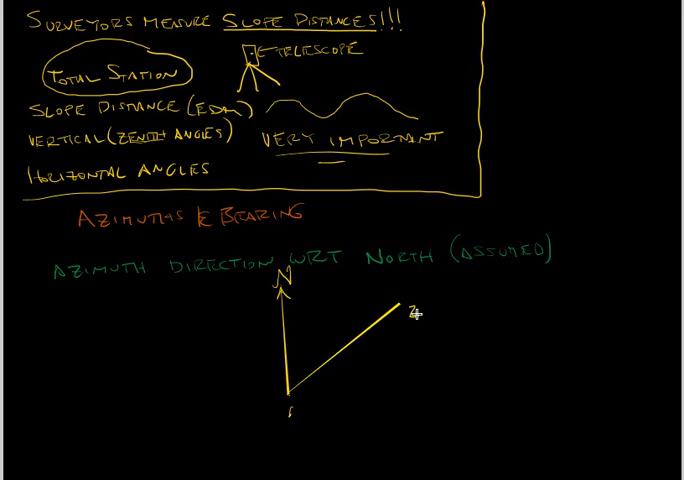 SURVEYORS MEASURE SLOPE DISTANCES!!!
←TELESCOPE
TOTAL STATION
SLOPE DISTANCE (EDM)
VERTICAL (ZENITH ANGLES)
VERY IMPORTANT
HORIZONTAL ANGLES
AZIMUTHS & BEARING
AZIMUTH DIRECTION WRT NORTH (ASSUMED)
N
2
1